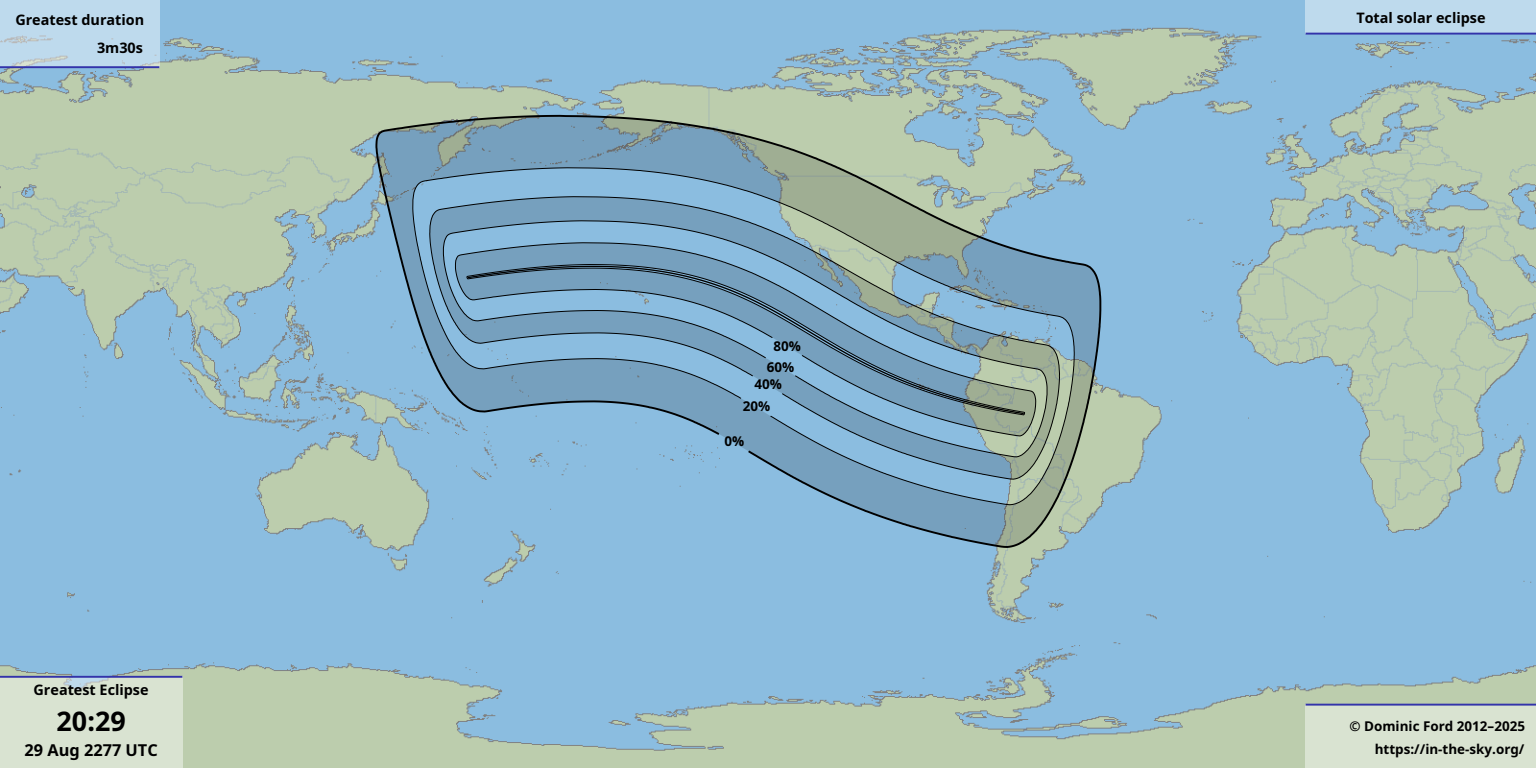 Greatest duration
3m30s
Total solar eclipse
80%
60%
40%
20%
0%
Greatest Eclipse
20:29
29 Aug 2277 UTC
© Dominic Ford 2012–2025
https://in-the-sky.org/